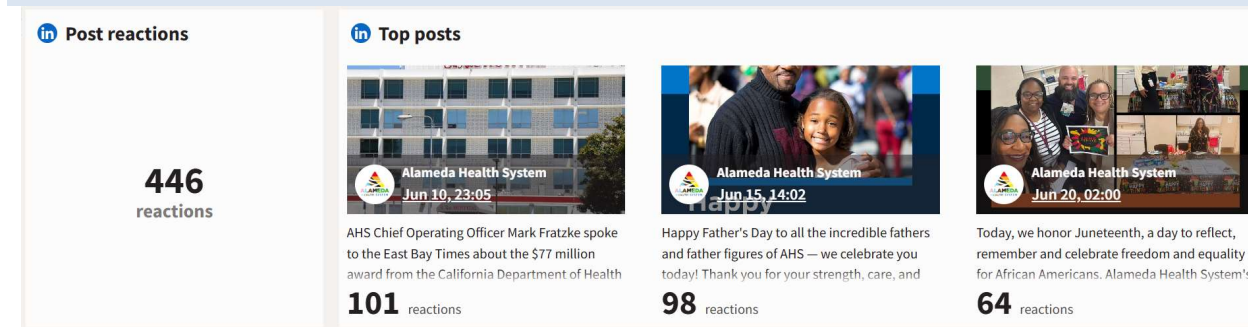 Post reactions
446
reactions
Top posts
Alameda Health System
Jun 10, 23:05
AHS Chief Operating Officer Mark Fratzke spoke
to the East Bay Times about the $77 million
award from the California Department of Health
101 reactions
Happy
Alameda Health System
Jun 15, 14:02
Happy Father's Day to all the incredible fathers
and father figures of AHS — we celebrate you
today! Thank you for your strength, care, and
98 reactions
Alameda Health System
Jun 20, 02:00
Today, we honor Juneteenth, a day to reflect,
remember and celebrate freedom and equality
for African Americans. Alameda Health System's
64 reactions